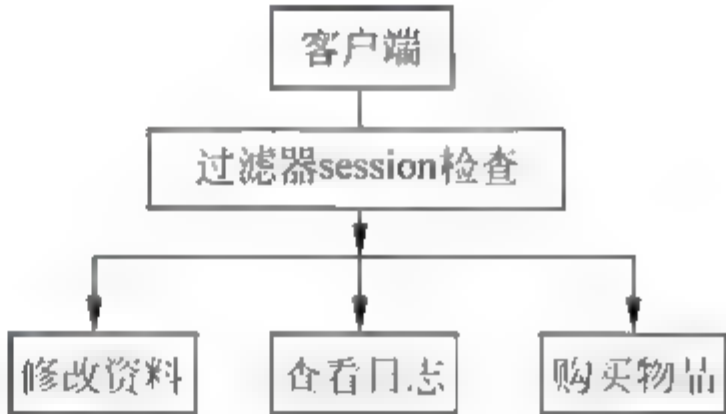 客户端
过滤器session检查
修改资料
查看日志
购买物品